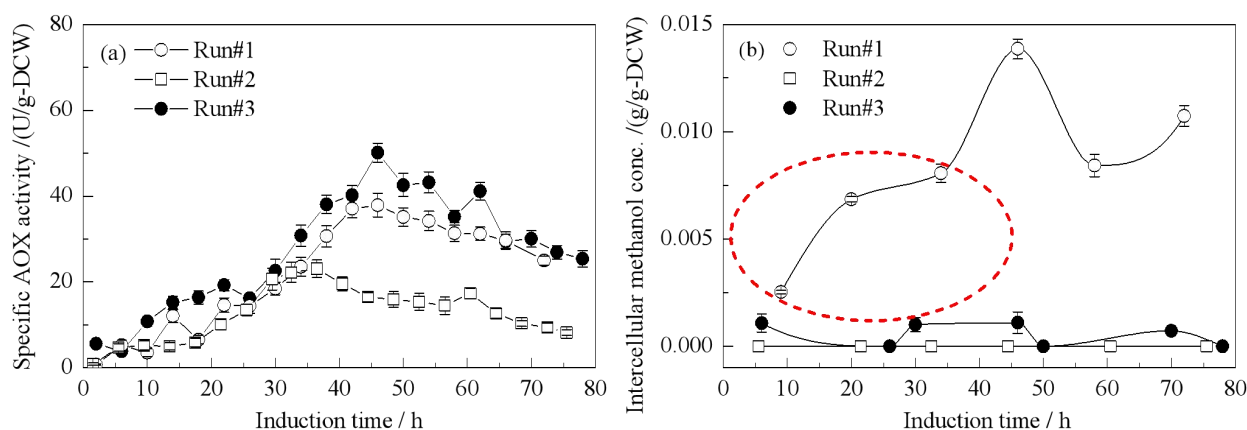 Specific AOX activity /(U/g-DCW)
80
60
40
20
0
(a)
Run#1
Run#2
Run#3
0 10 20 30 40 50 60 70 80
Induction time / h
Intercellular methanol conc. /(g/g-DCW)
0.015
0.010
0.005
0.000
(b)
Run#1
Run#2
Run#3
0 10 20 30 40 50 60 70 80
Induction time / h